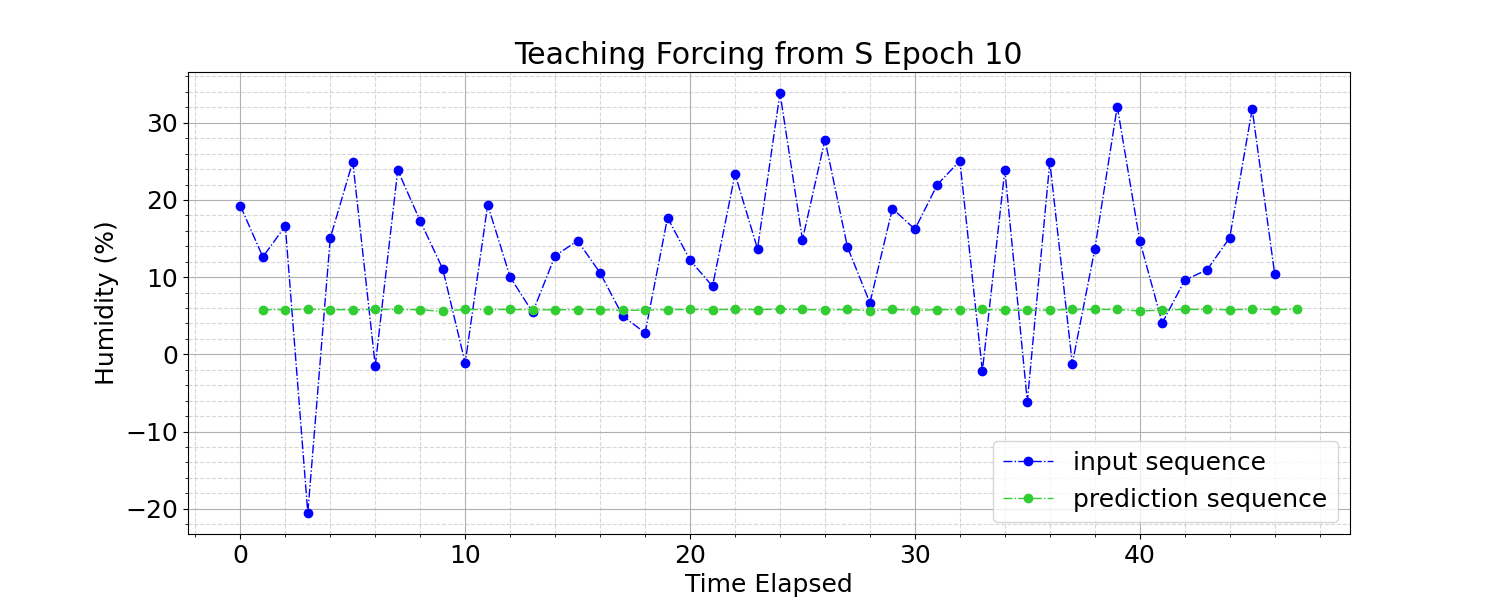 Teaching Forcing from S Epoch 10
Humidity (%)
30
20
10
0
−10
−20
0 10 20 30 40
Time Elapsed
input sequence
prediction sequence